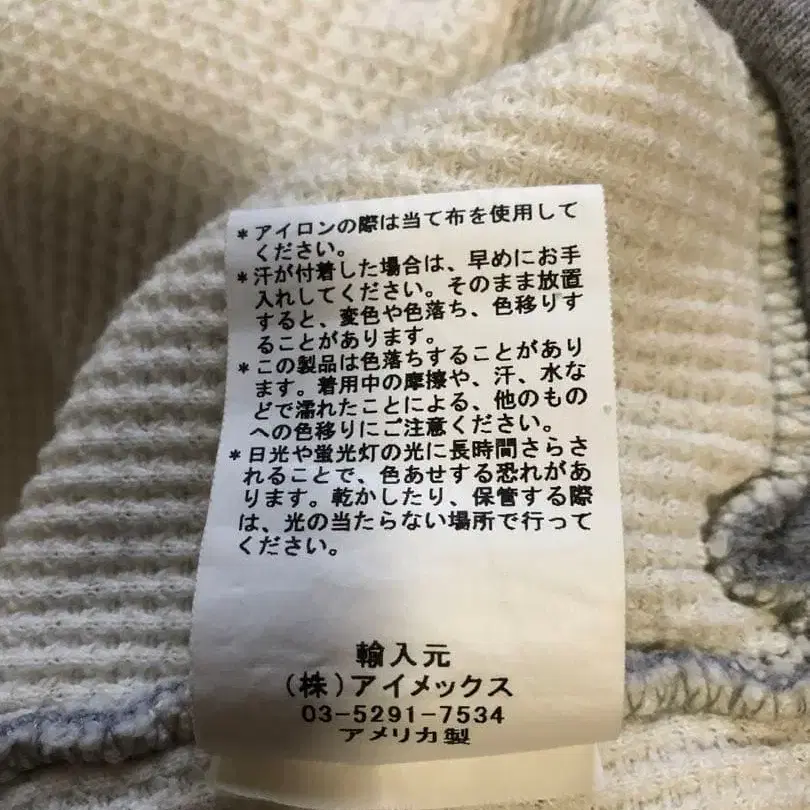 ＊アイロンの際は当て布を使用して
ください。
＊汗が付着した場合は、早めにお手
入れしてください。そのまま放置
すると、変色や色落ち、色移りす
ることがあります。
＊この製品は色落ちすることがあり
ます。着用中の摩擦や、汗、水な
どで濡れたことによる、他のもの
への色移りにご注意ください。
＊日光や蛍光灯の光に長時間さらさ
れることで、色あせする恐れがあ
ります。乾かしたり、保管する際
は、光の当たらない場所で行って
ください。
輸入元
(株)アイメックス
03-5291-7534
アメリカ製